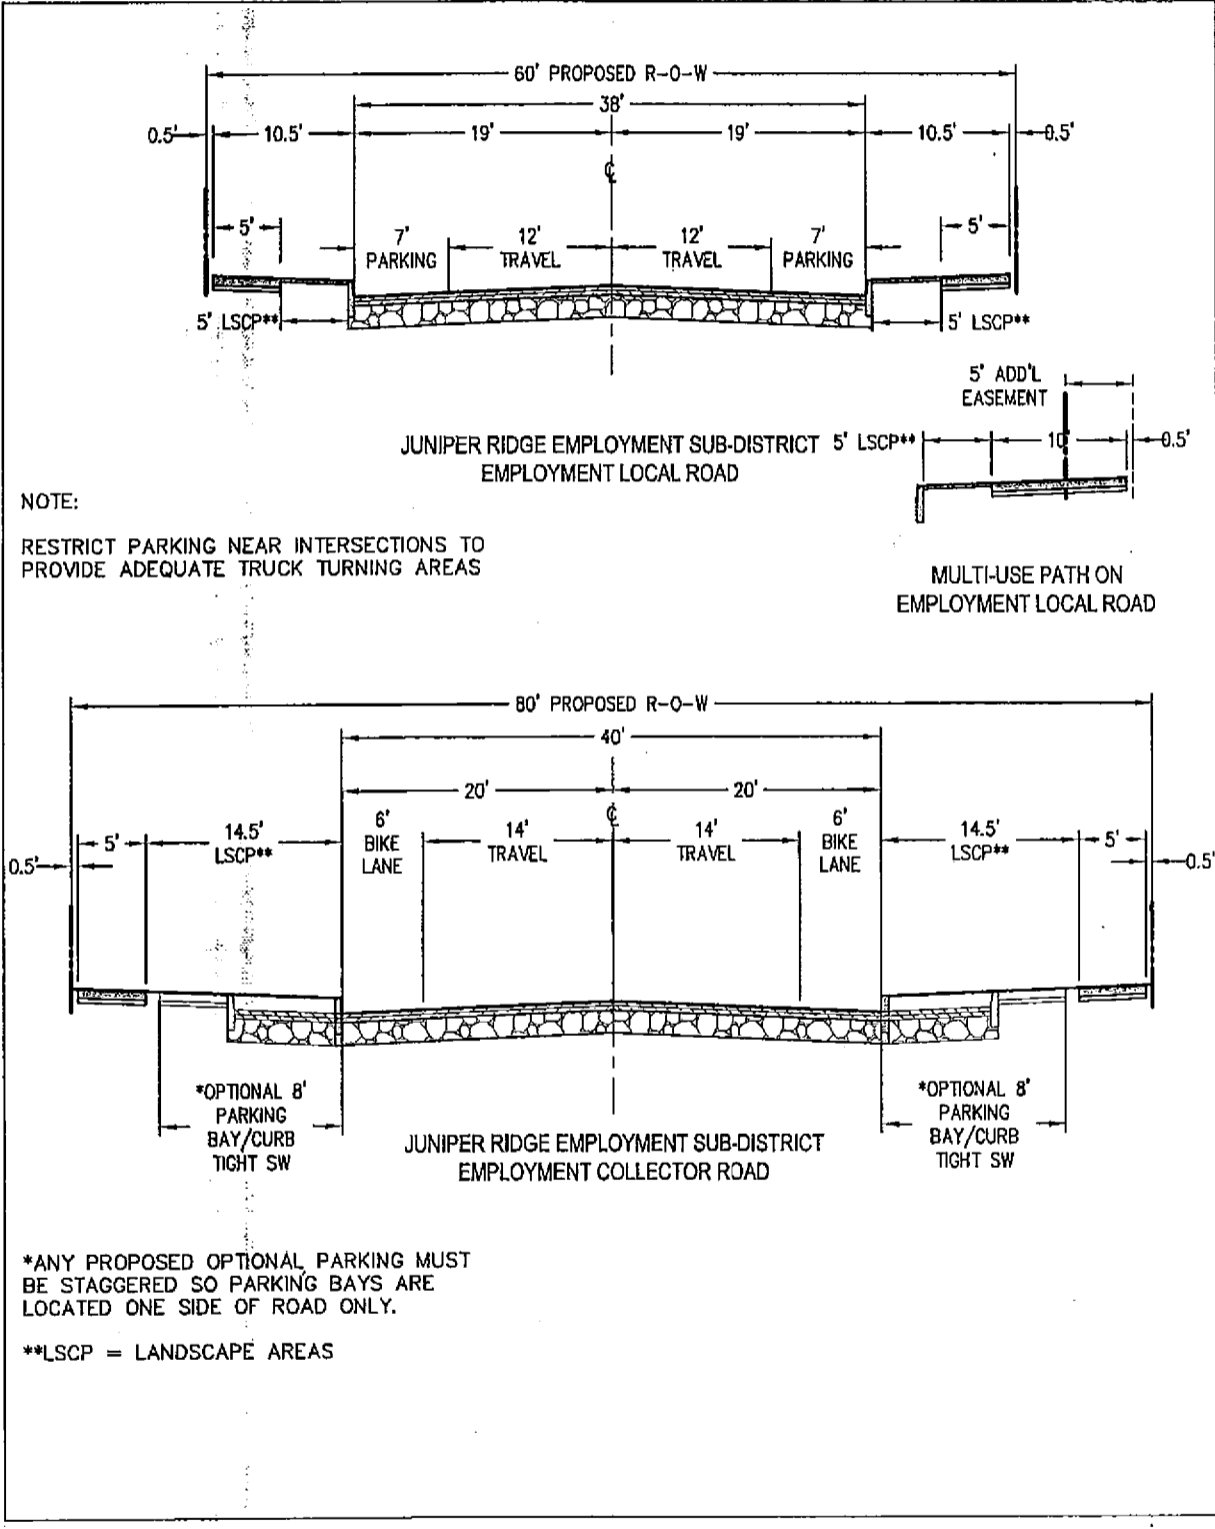 60' PROPOSED R-O-W
38'
0.5' 10.5' 19' 19' 10.5' 0.5'
℄
5' 5'
7' 12' 12' 7'
PARKING TRAVEL TRAVEL PARKING
5' LSCP** 5' LSCP**
5' ADD'L
EASEMENT
JUNIPER RIDGE EMPLOYMENT SUB-DISTRICT
EMPLOYMENT LOCAL ROAD
5' LSCP** 10' 0.5'
NOTE:
RESTRICT PARKING NEAR INTERSECTIONS TO
PROVIDE ADEQUATE TRUCK TURNING AREAS
MULTI-USE PATH ON
EMPLOYMENT LOCAL ROAD
80' PROPOSED R-O-W
40'
20' 20'
℄
0.5' 5'
14.5'
LSCP**
6'
BIKE
LANE
14'
TRAVEL
14'
TRAVEL
6'
BIKE
LANE
14.5'
LSCP**
5' 0.5'
*OPTIONAL 8'
PARKING
BAY/CURB
TIGHT SW
*OPTIONAL 8'
PARKING
BAY/CURB
TIGHT SW
JUNIPER RIDGE EMPLOYMENT SUB-DISTRICT
EMPLOYMENT COLLECTOR ROAD
*ANY PROPOSED OPTIONAL PARKING MUST
BE STAGGERED SO PARKING BAYS ARE
LOCATED ONE SIDE OF ROAD ONLY.
**LSCP = LANDSCAPE AREAS